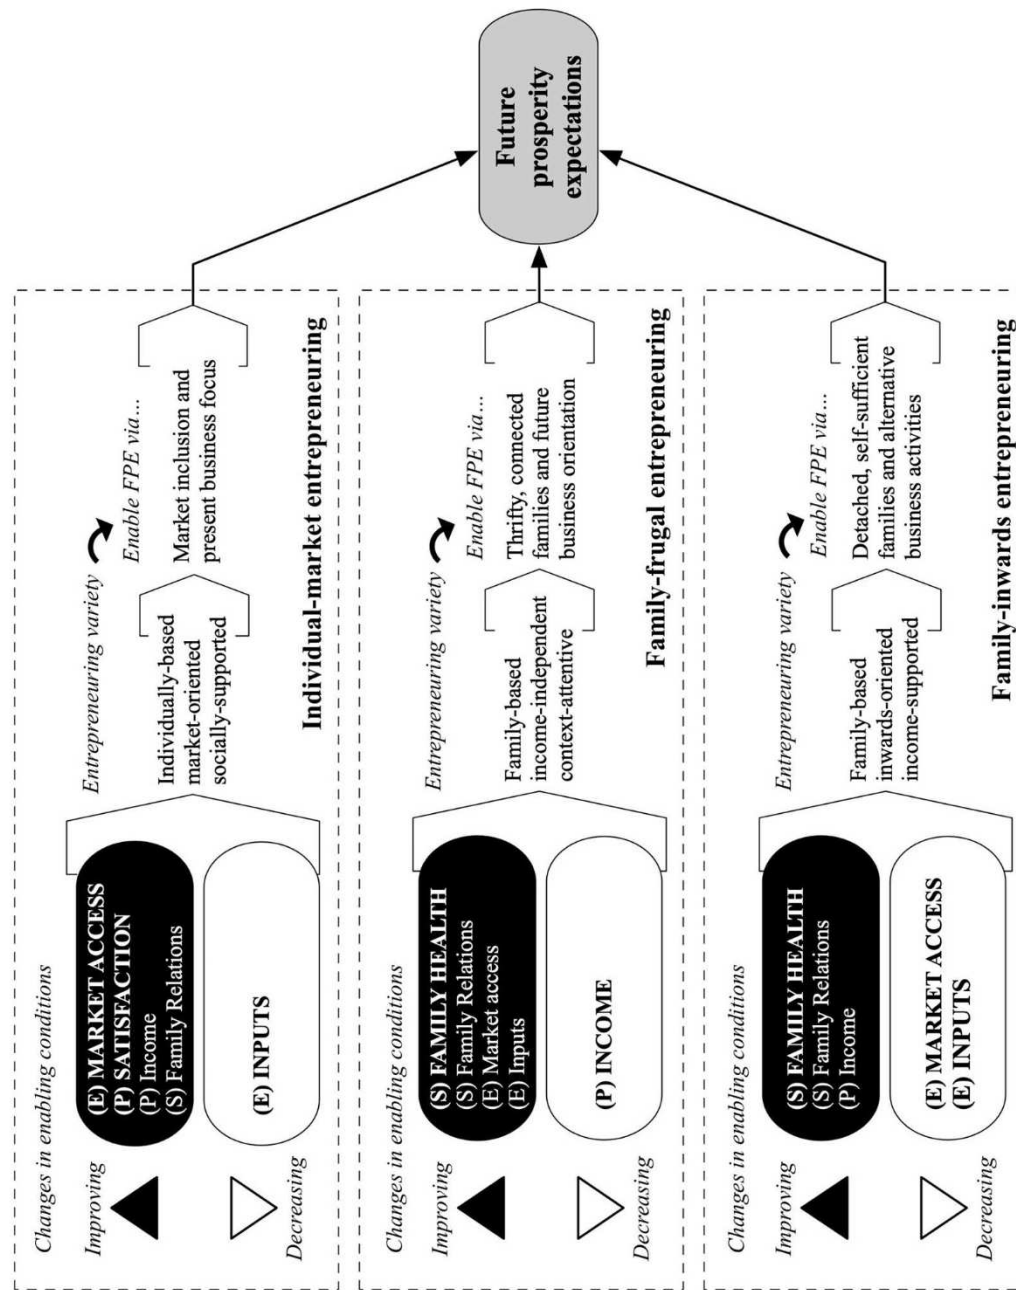 Changes in enabling conditions
Improving
(E) MARKET ACCESS
(P) SATISFACTION
(P) Income
(S) Family Relations
Decreasing
(E) INPUTS
Entrepreneuring variety
Individually-based
market-oriented
socially-supported
Enable FPE via...
Market inclusion and
present business focus
Individual-market entrepreneuring
Changes in enabling conditions
Improving
(S) FAMILY HEALTH
(S) Family Relations
(E) Market access
(E) Inputs
Decreasing
(P) INCOME
Entrepreneuring variety
Family-based
income-independent
context-attentive
Enable FPE via...
Thrifty, connected
families and future
business orientation
Family-frugal entrepreneuring
Changes in enabling conditions
Improving
(S) FAMILY HEALTH
(S) Family Relations
(P) Income
Decreasing
(E) MARKET ACCESS
(E) INPUTS
Entrepreneuring variety
Family-based
inwards-oriented
income-supported
Enable FPE via...
Detached, self-sufficient
families and alternative
business activities
Family-inwards entrepreneuring
Future
prosperity
expectations